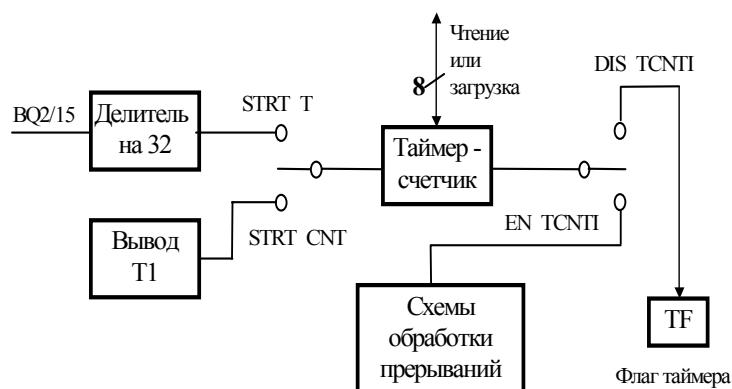 Чтение
или
загрузка
8
DIS TCNTI
BQ2/15
Делитель
на 32
STRT T
Таймер -
счетчик
Вывод
T1
STRT CNT
EN TCNTI
Схемы
обработки
прерываний
TF
Флаг таймера